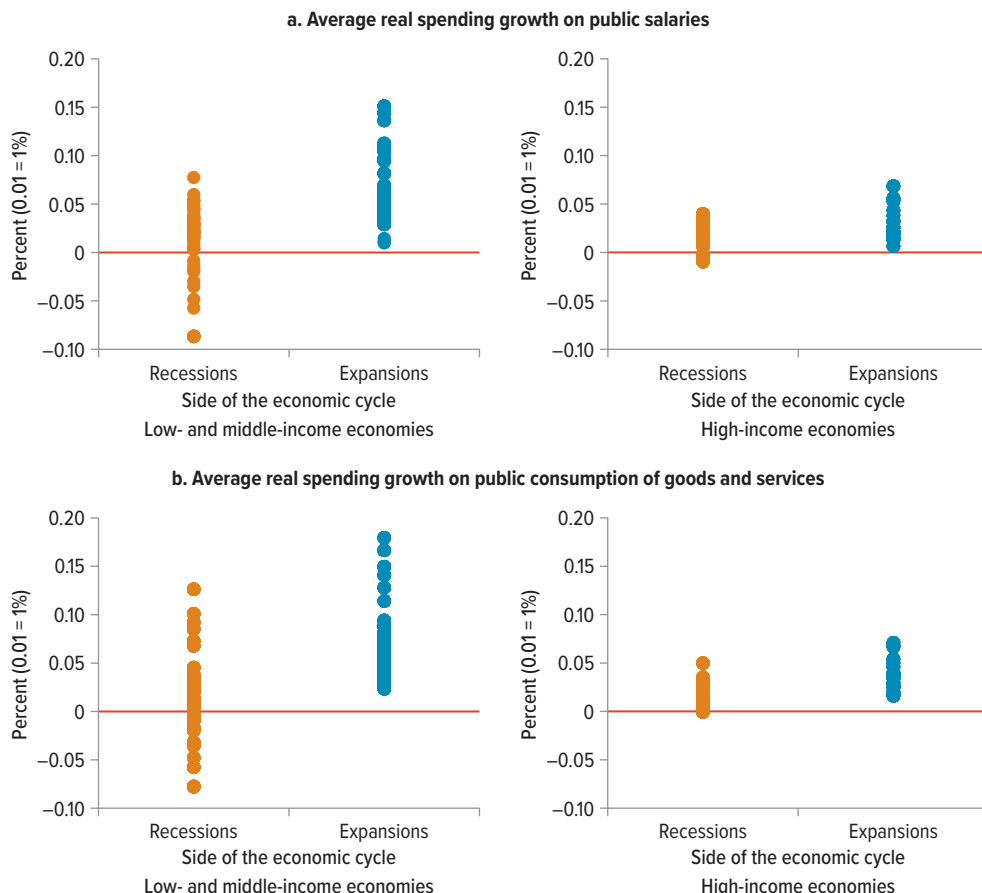 a. Average real spending growth on public salaries
Percent (0.01 = 1%)
0.20
0.15
0.10
0.05
0
–0.05
–0.10
Recessions
Expansions
Side of the economic cycle
Low- and middle-income economies
Percent (0.01 = 1%)
0.20
0.15
0.10
0.05
0
–0.05
–0.10
Recessions
Expansions
Side of the economic cycle
High-income economies
b. Average real spending growth on public consumption of goods and services
Percent (0.01 = 1%)
0.20
0.15
0.10
0.05
0
–0.05
–0.10
Recessions
Expansions
Side of the economic cycle
Low- and middle-income economies
Percent (0.01 = 1%)
0.20
0.15
0.10
0.05
0
–0.05
–0.10
Recessions
Expansions
Side of the economic cycle
High-income economies